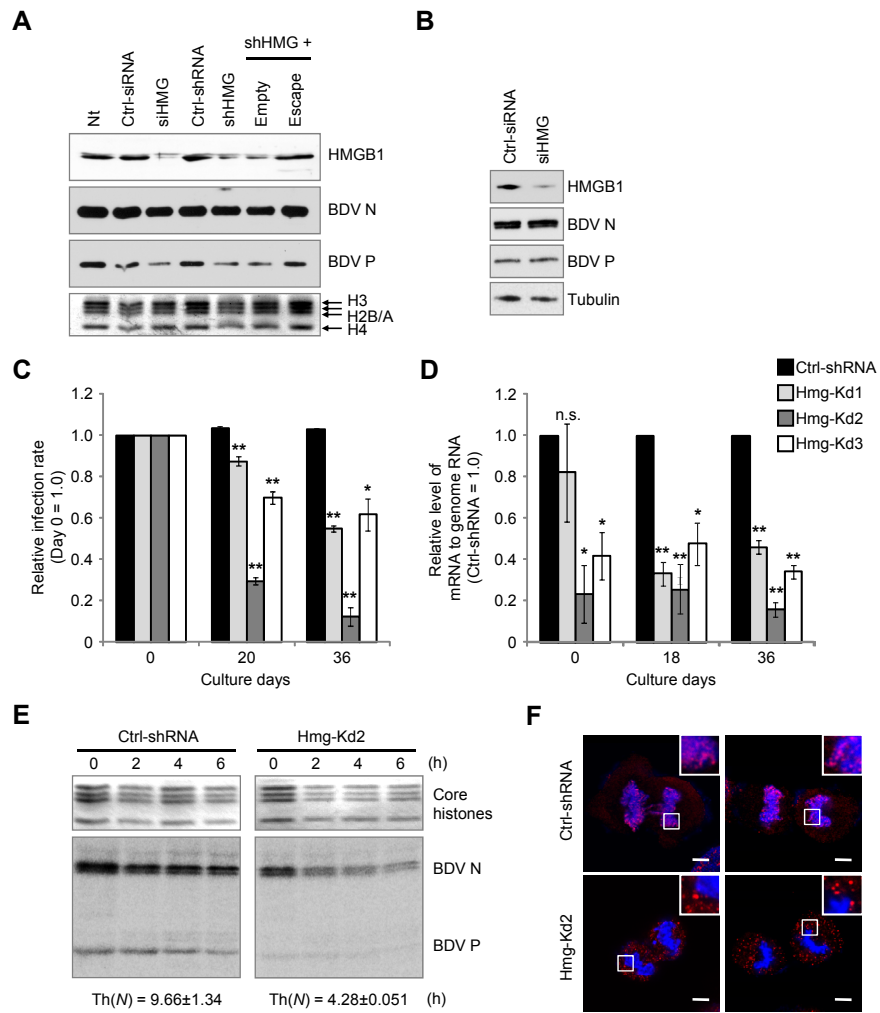 A
shHMG +
Nt
Ctrl-siRNA
siHMG
Ctrl-shRNA
shHMG
Empty
Escape
HMGB1
BDV N
BDV P
H3
H2B/A
H4
B
Ctrl-siRNA
siHMG
HMGB1
BDV N
BDV P
Tubulin
C
Relative infection rate
(Day 0 = 1.0)
1.2
1.0
0.8
0.6
0.4
0.2
0
**
**
**
**
**
*
0 20 36
Culture days
D
Relative level of
mRNA to genome RNA
(Ctrl-shRNA = 1.0)
1.2
1.0
0.8
0.6
0.4
0.2
0
n.s.
*
*
**
**
*
**
**
**
0 18 36
Culture days
Ctrl-shRNA
Hmg-Kd1
Hmg-Kd2
Hmg-Kd3
E
Ctrl-shRNA Hmg-Kd2
0 2 4 6 0 2 4 6 (h)
Core
histones
BDV N
BDV P
Th(N) = 9.66±1.34 Th(N) = 4.28±0.051 (h)
F
Ctrl-shRNA
Hmg-Kd2